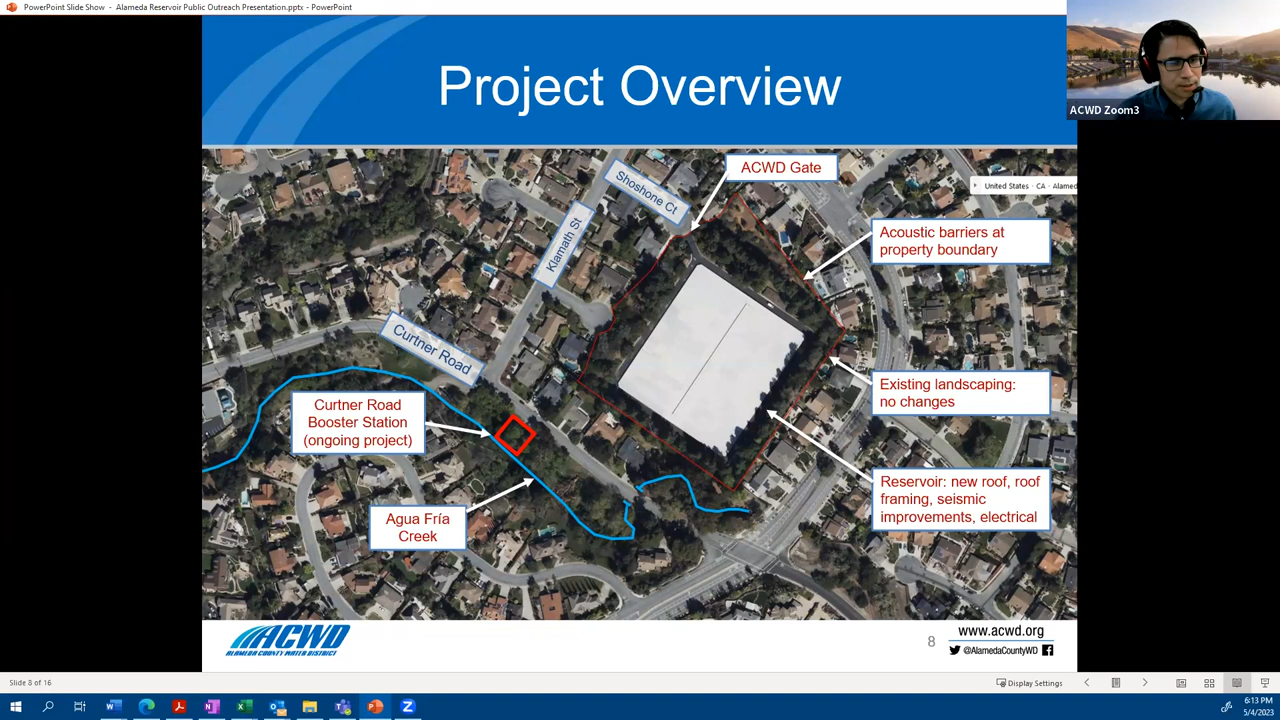 PowerPoint Slide Show - Alameda Reservoir Public Outreach Presentation.pptx - PowerPoint
ACWD Zoom3
Project Overview
ACWD Gate
Shoshone Ct
United States · CA · Alamed
Klamath St
Acoustic barriers at
property boundary
Curtner Road
Existing landscaping:
no changes
Curtner Road
Booster Station
(ongoing project)
Reservoir: new roof, roof
framing, seismic
improvements, electrical
Agua Fría
Creek
ACWD
ALAMEDA COUNTY WATER DISTRICT
8
www.acwd.org
@AlamedaCountyWD
Slide 8 of 16
Display Settings
6:13 PM
5/4/2023